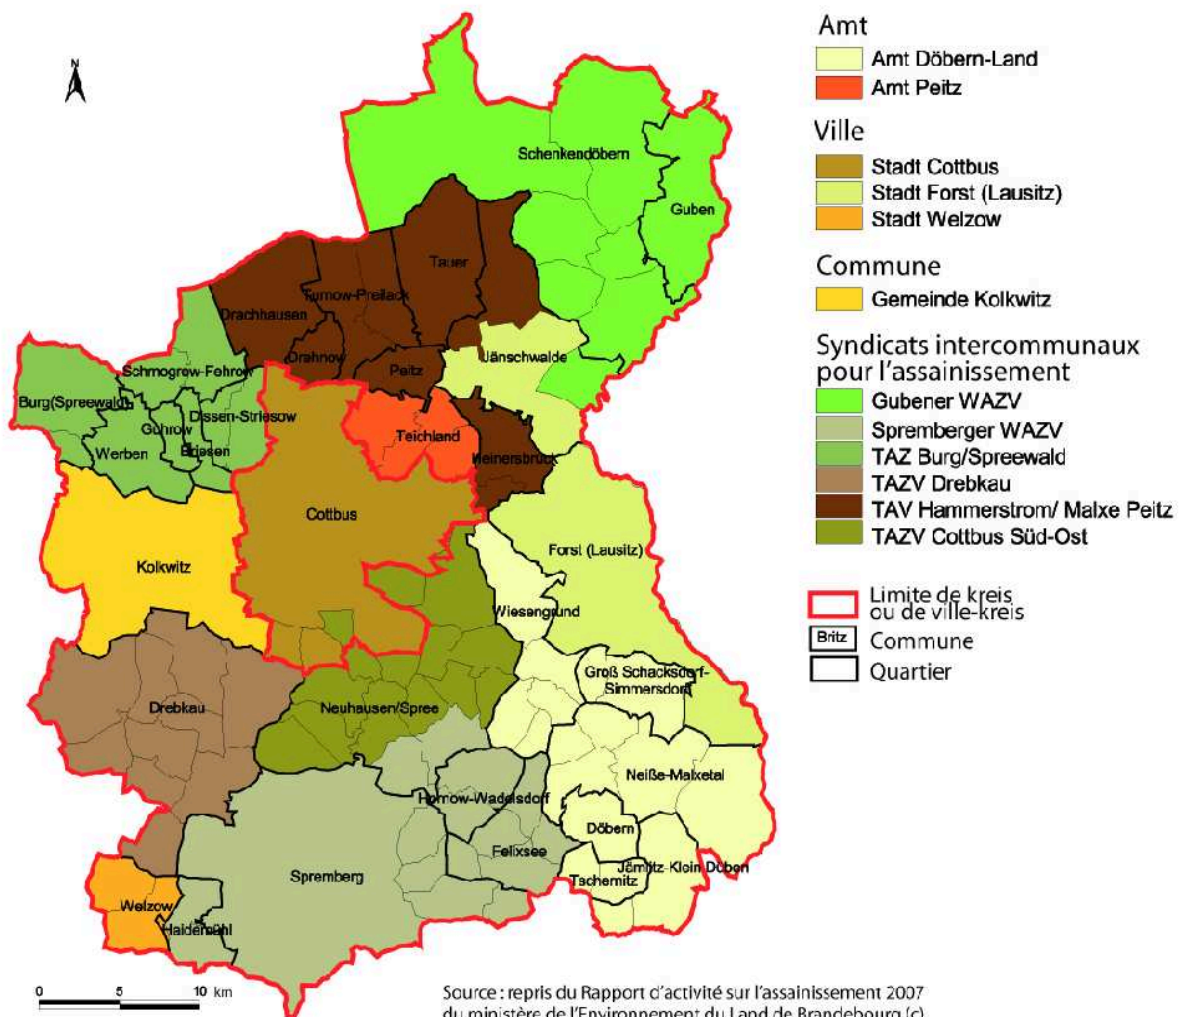 N
Schenkendöbern
Guben
Tauer
Turnow-Preilack
Drachhausen
Drehnow
Peitz
Jänschwalde
Schmogrow-Fehrow
Burg(Spreewald)
Dissen-Striesow
Guhrow
Werben
Briesen
Teichland
Heinersbrück
Cottbus
Forst (Lausitz)
Kolkwitz
Wiesengrund
Groß Schacksdorf-
Simmersdorf
Drebkau
Neuhausen/Spree
Neiße-Malxetal
Hornow-Wadelsdorf
Döbern
Felixsee
Spremberg
Tschernitz
Jämlitz-Klein Düben
Welzow
Haidemühl
0 5 10 km
Amt
Amt Döbern-Land
Amt Peitz
Ville
Stadt Cottbus
Stadt Forst (Lausitz)
Stadt Welzow
Commune
Gemeinde Kolkwitz
Syndicats intercommunaux
pour l'assainissement
Gubener WAZV
Spremberger WAZV
TAZ Burg/Spreewald
TAZV Drebkau
TAV Hammerstrom/ Malxe Peitz
TAZV Cottbus Süd-Ost
Limite de kreis
ou de ville-kreis
Britz Commune
Quartier
Source : repris du Rapport d'activité sur l'assainissement 2007
du ministère de l'Environnement du Land de Brandebourg (c)